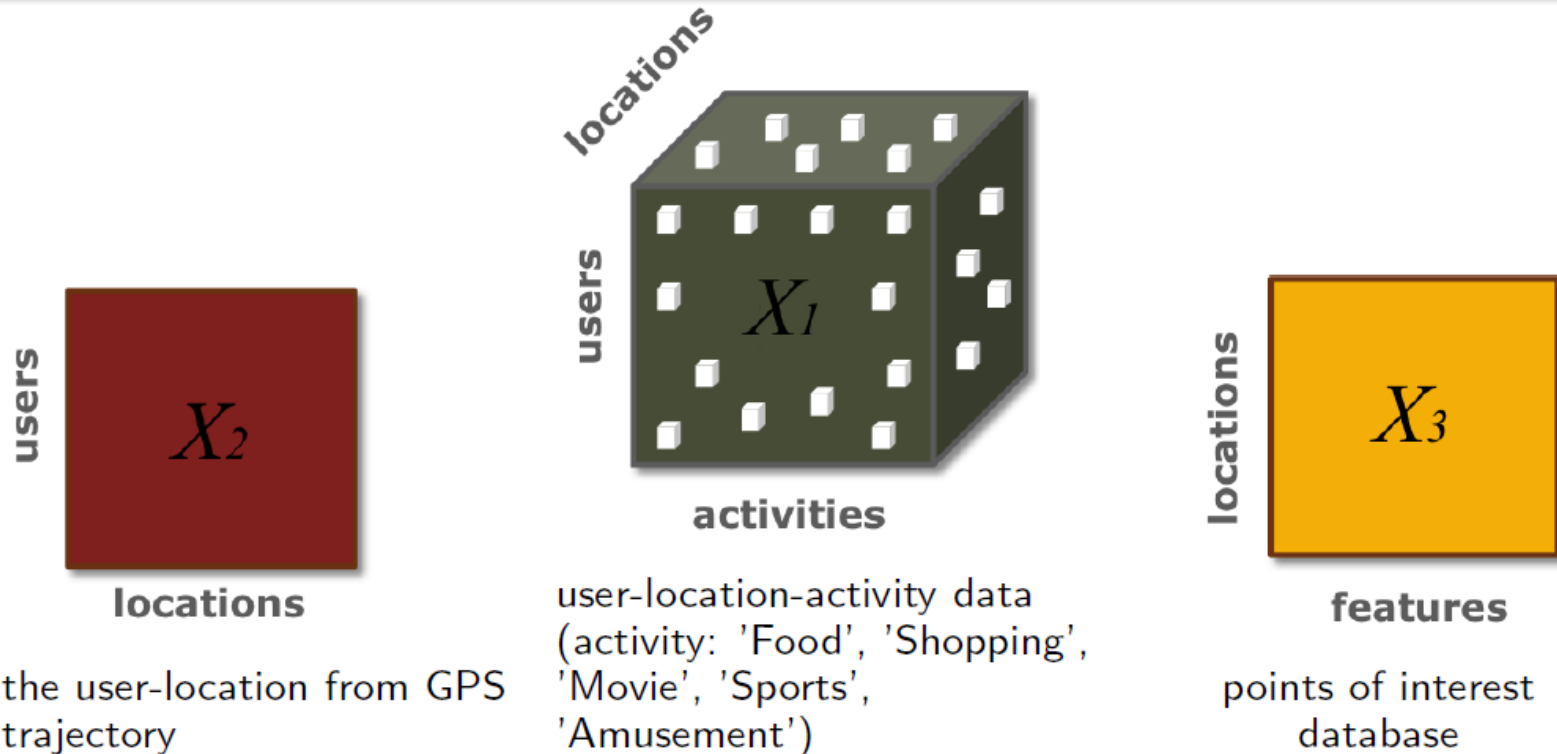 users
X2
locations
the user-location from GPS
trajectory
locations
users
X1
activities
user-location-activity data
(activity: 'Food', 'Shopping',
'Movie', 'Sports',
'Amusement')
locations
X3
features
points of interest
database